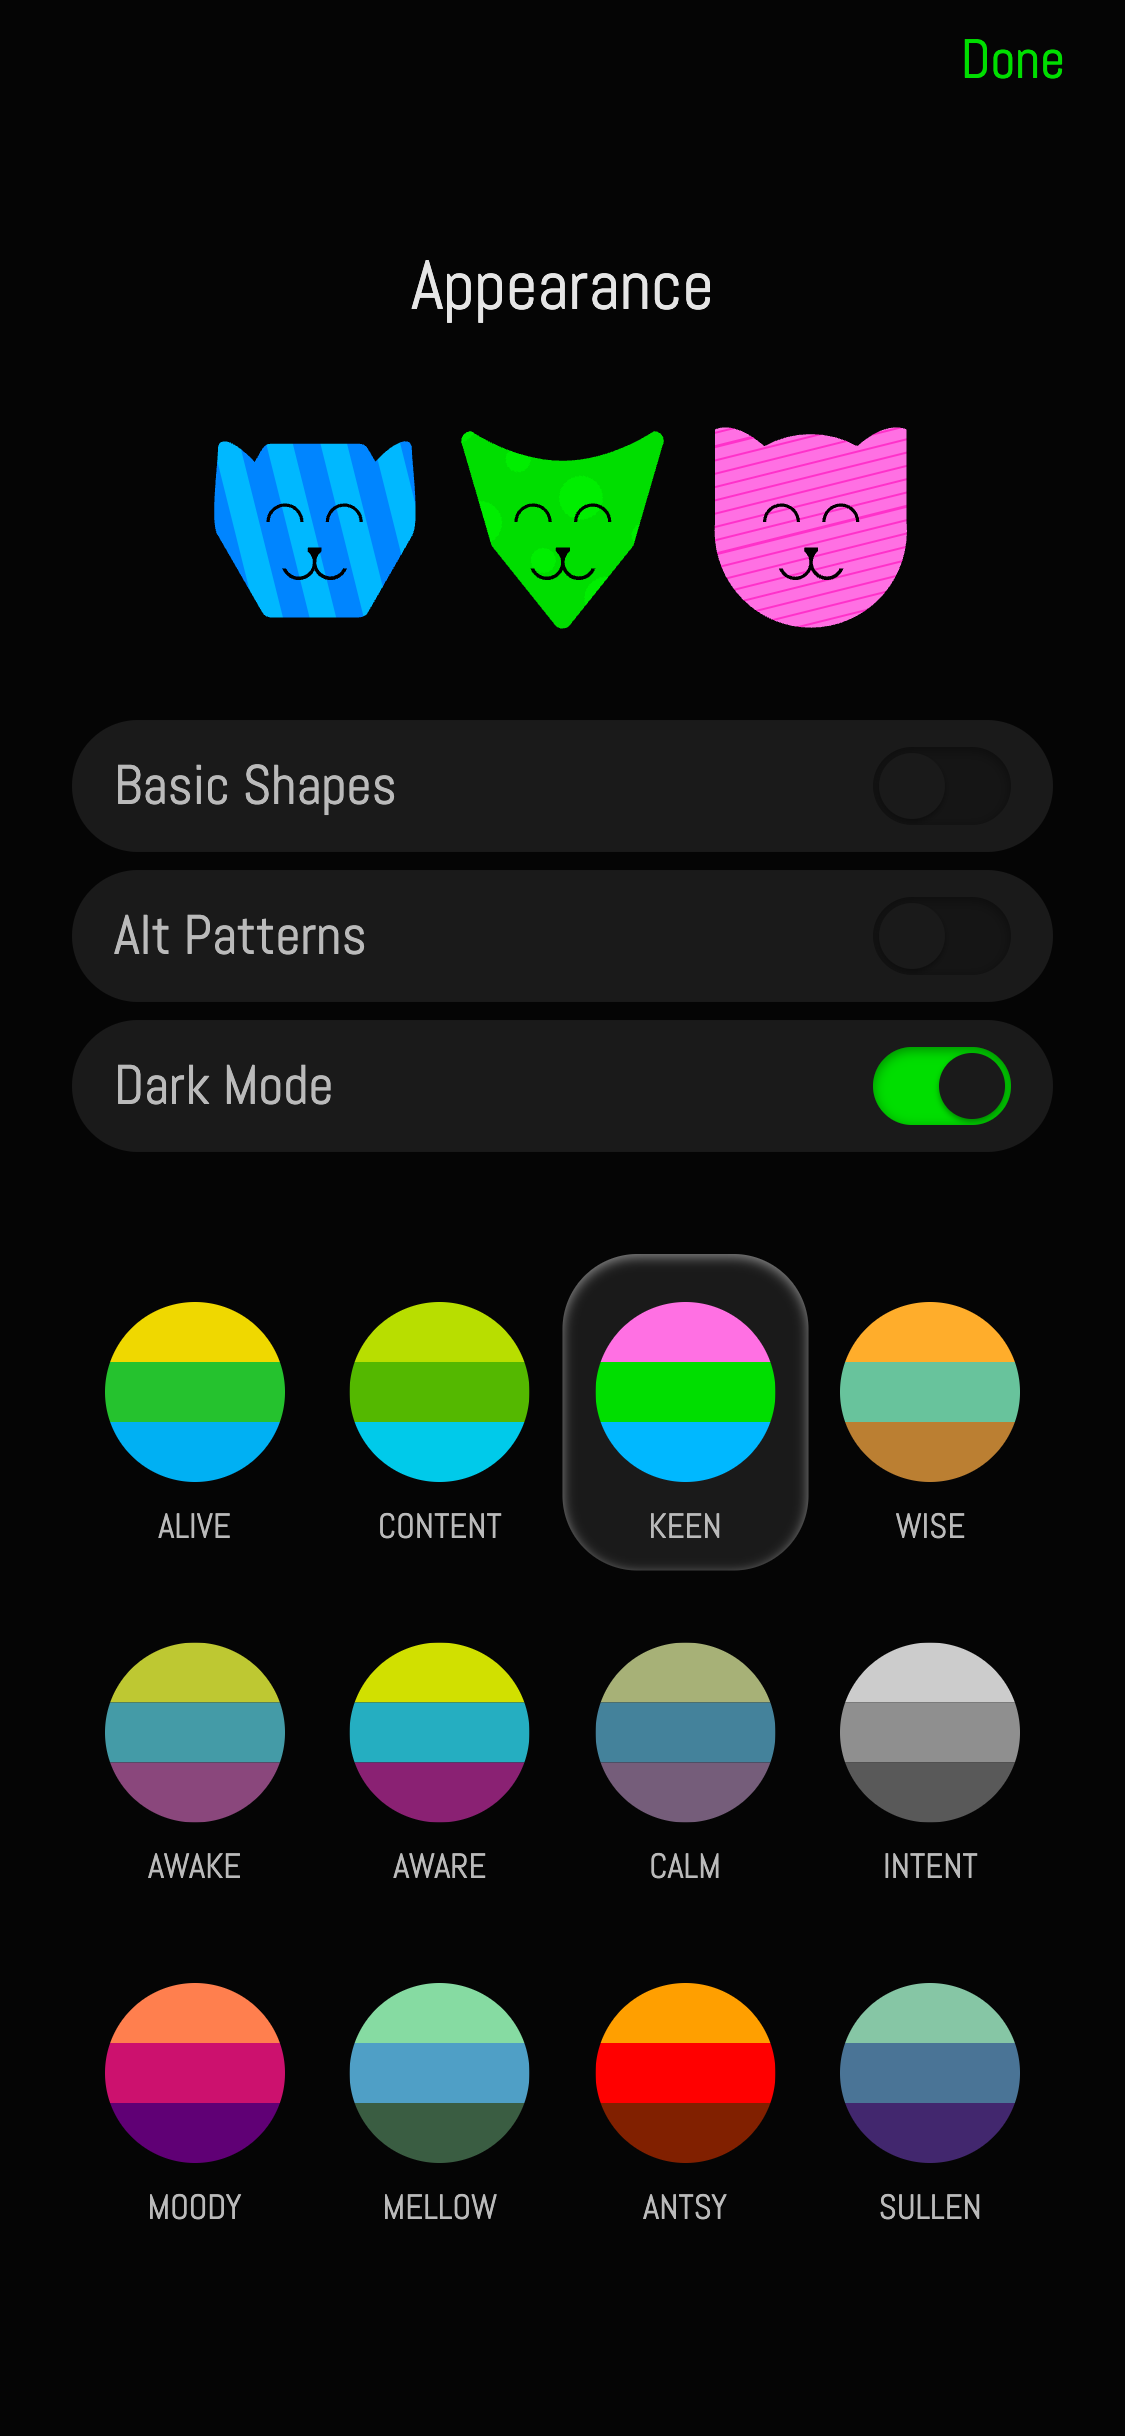 Done
Appearance
Basic Shapes
Alt Patterns
Dark Mode
ALIVE
CONTENT
KEEN
WISE
AWAKE
AWARE
CALM
INTENT
MOODY
MELLOW
ANTSY
SULLEN